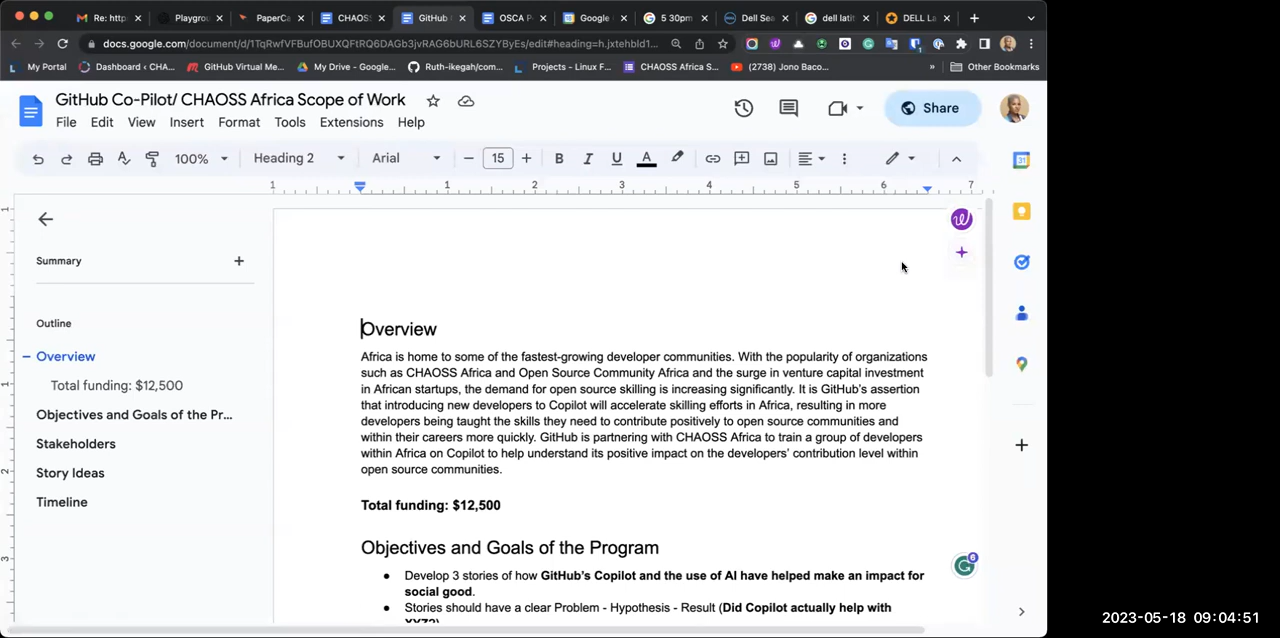 Re: http
Playgrou
PaperCa
CHAOS
GitHub
OSCA P
Google
5 30pm
Dell Sea
dell lati
DELL L
docs.google.com/document/d/1TqRwfVFBufOBUXQFtRQ6DAGb3jvRAG6bURL6SZYByEs/edit#heading=h.jxtehbld1...
My Portal
Dashboard ‹ CHA...
GitHub Virtual Me...
My Drive - Google...
Ruth-ikegah/com...
Projects – Linux F...
CHAOSS Africa S...
(2738) Jono Baco...
»
Other Bookmarks
GitHub Co-Pilot/ CHAOSS Africa Scope of Work
Share
File Edit View Insert Format Tools Extensions Help
100% Heading 2 Arial 15 B I U A
1 1 2 3 4 5 6 7
Summary
Outline
Overview
Total funding: $12,500
Objectives and Goals of the Pr...
Stakeholders
Story Ideas
Timeline
Overview
Africa is home to some of the fastest-growing developer communities. With the popularity of organizations
such as CHAOSS Africa and Open Source Community Africa and the surge in venture capital investment
in African startups, the demand for open source skilling is increasing significantly. It is GitHub's assertion
that introducing new developers to Copilot will accelerate skilling efforts in Africa, resulting in more
developers being taught the skills they need to contribute positively to open source communities and
within their careers more quickly. GitHub is partnering with CHAOSS Africa to train a group of developers
within Africa on Copilot to help understand its positive impact on the developers' contribution level within
open source communities.
Total funding: $12,500
Objectives and Goals of the Program
● Develop 3 stories of how GitHub's Copilot and the use of AI have helped make an impact for
social good.
● Stories should have a clear Problem - Hypothesis - Result (Did Copilot actually help with
XYZ?)
2023-05-18 09:04:51